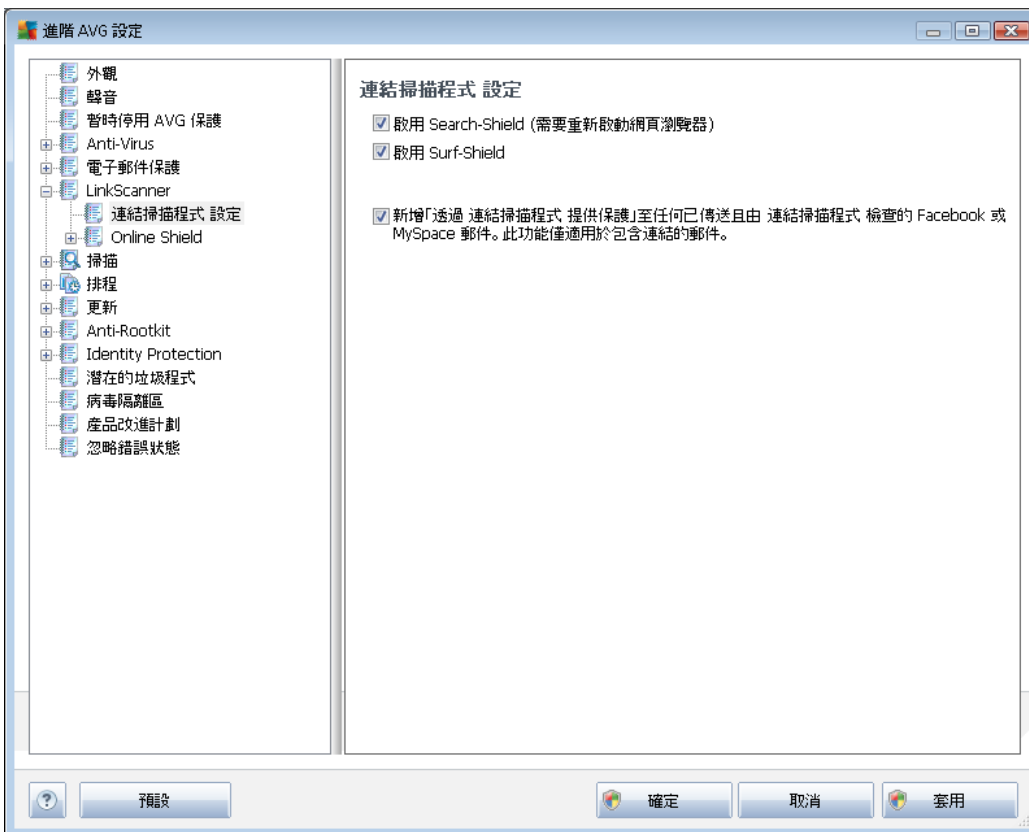 進階 AVG 設定
外觀
聲音
暫時停用 AVG 保護
Anti-Virus
電子郵件保護
LinkScanner
連結掃描程式 設定
Online Shield
掃描
排程
更新
Anti-Rootkit
Identity Protection
潛在的垃圾程式
病毒隔離區
產品改進計劃
忽略錯誤狀態
連結掃描程式 設定
啟用 Search-Shield (需要重新啟動網頁瀏覽器)
啟用 Surf-Shield
新增「透過 連結掃描程式 提供保護」至任何已傳送且由 連結掃描程式 檢查的 Facebook 或
MySpace 郵件。此功能僅適用於包含連結的郵件。
?
預設
確定
取消
套用